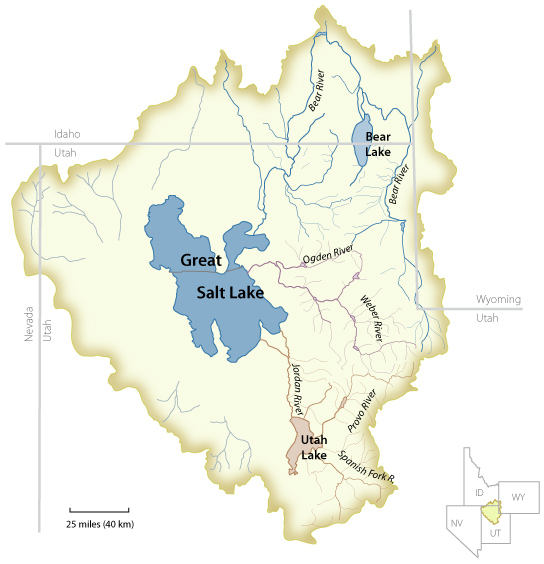 Bear River
Idaho
Utah
Bear
Lake
Bear River
Great
Salt Lake
Ogden River
Weber River
Wyoming
Utah
Nevada
Utah
Jordan River
Provo River
Utah
Lake
Spanish Fork R.
25 miles (40 km)
ID
WY
NV
UT